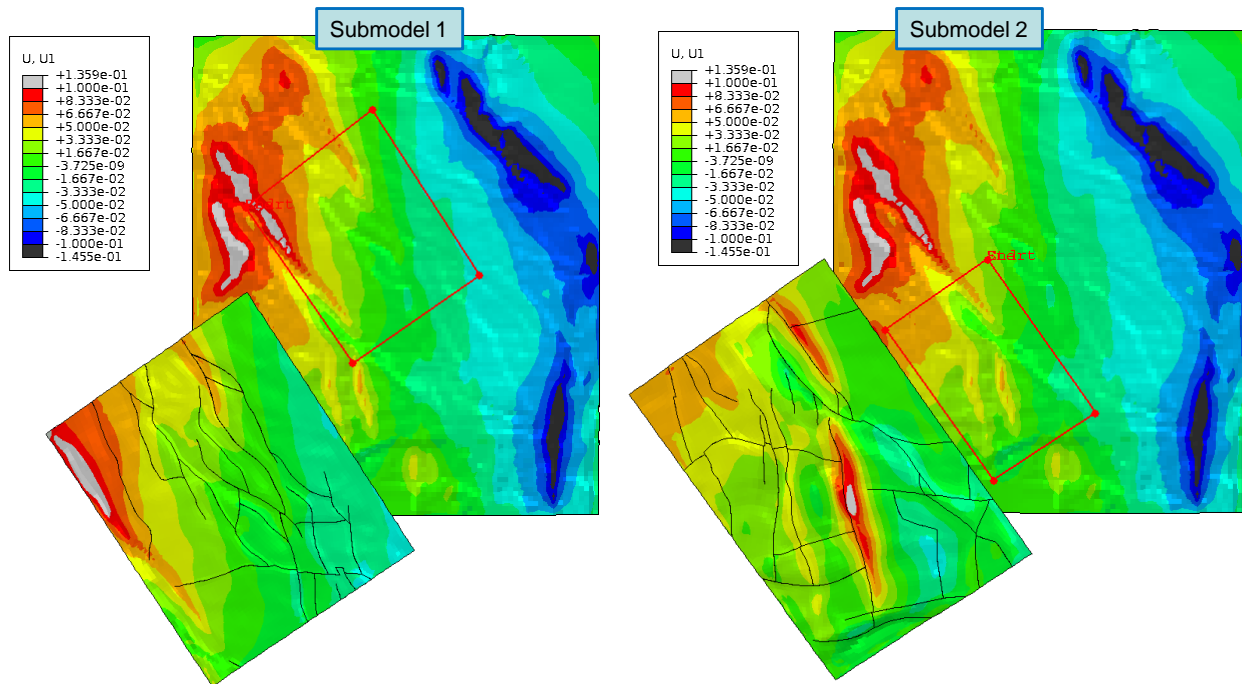 Submodel 1
U, U1
+1.359e-01
+1.000e-01
+8.333e-02
+6.667e-02
+5.000e-02
+3.333e-02
+1.667e-02
-3.725e-09
-1.667e-02
-3.333e-02
-5.000e-02
-6.667e-02
-8.333e-02
-1.000e-01
-1.455e-01
Submodel 2
U, U1
+1.359e-01
+1.000e-01
+8.333e-02
+6.667e-02
+5.000e-02
+3.333e-02
+1.667e-02
-3.725e-09
-1.667e-02
-3.333e-02
-5.000e-02
-6.667e-02
-8.333e-02
-1.000e-01
-1.455e-01